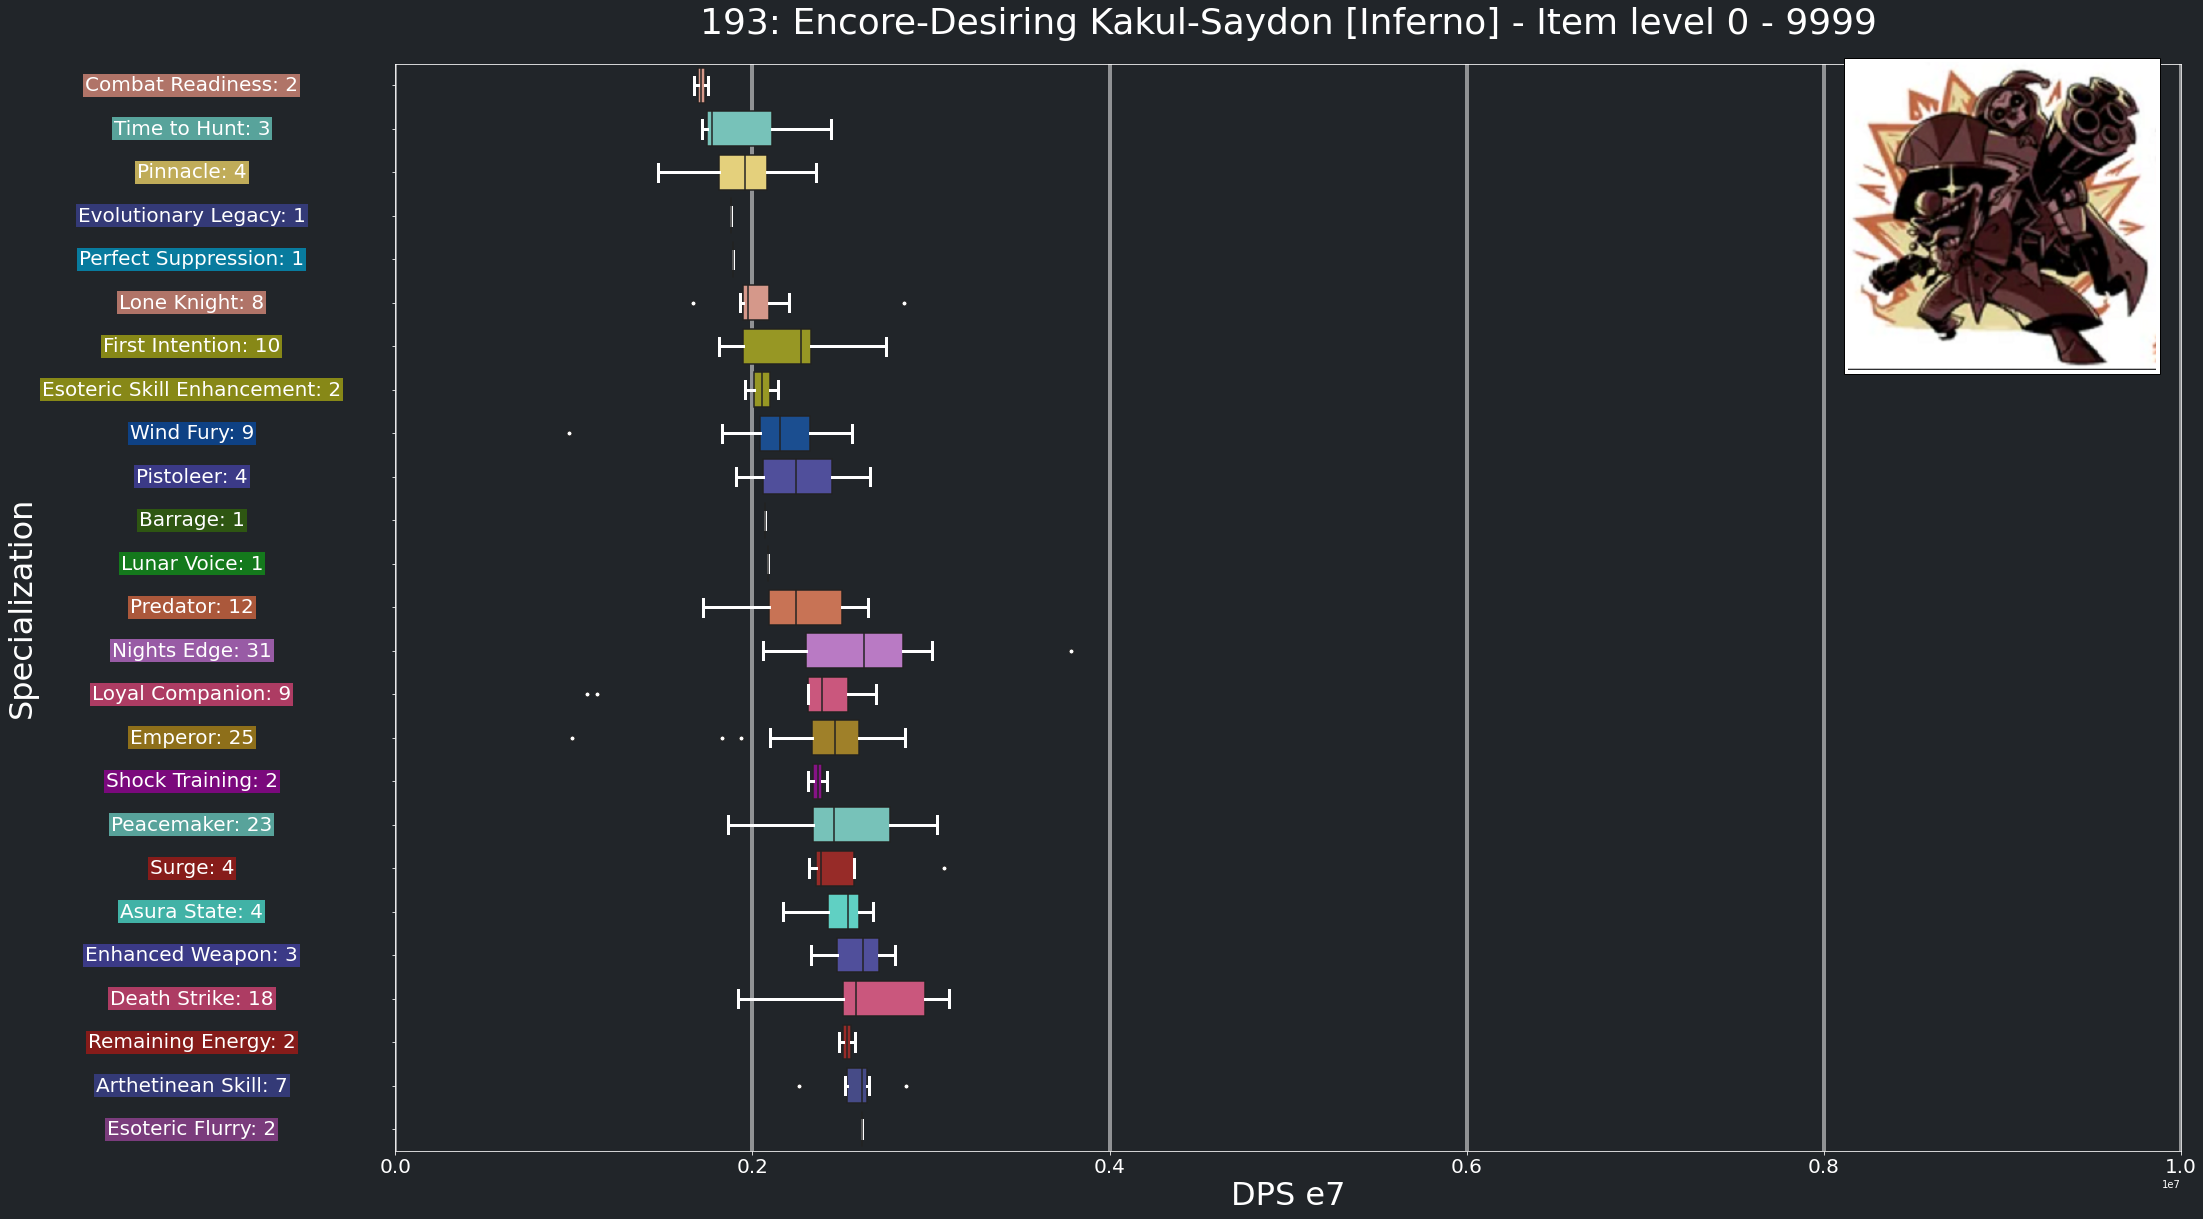 193: Encore-Desiring Kakul-Saydon [Inferno] - Item level 0 - 9999
Combat Readiness: 2
Time to Hunt: 3
Pinnacle: 4
Evolutionary Legacy: 1
Perfect Suppression: 1
Lone Knight: 8
First Intention: 10
Esoteric Skill Enhancement: 2
Wind Fury: 9
Pistoleer: 4
Barrage: 1
Lunar Voice: 1
Predator: 12
Nights Edge: 31
Loyal Companion: 9
Emperor: 25
Shock Training: 2
Peacemaker: 23
Surge: 4
Asura State: 4
Enhanced Weapon: 3
Death Strike: 18
Remaining Energy: 2
Arthetinean Skill: 7
Esoteric Flurry: 2
Specialization
0.0 0.2 0.4 0.6 0.8 1.0
1e7
DPS e7